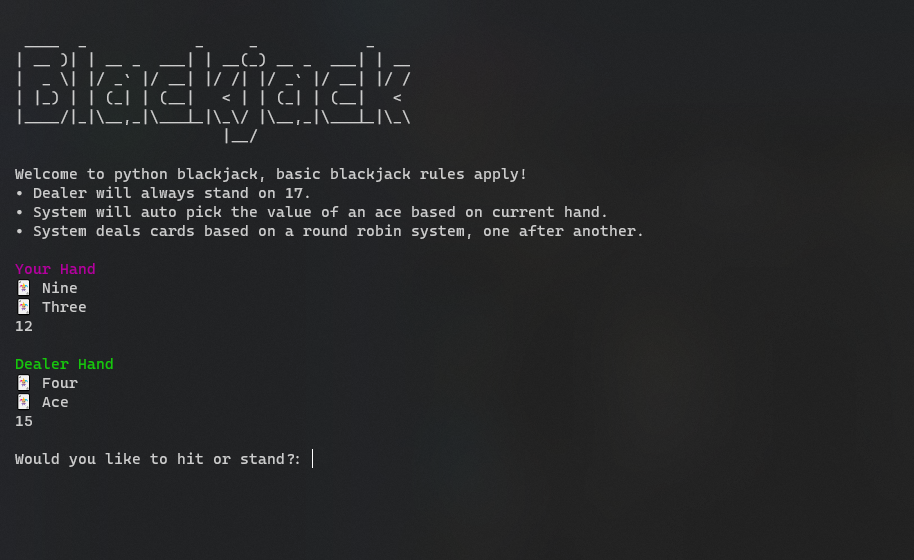 Blackjack
Welcome to python blackjack, basic blackjack rules apply!
• Dealer will always stand on 17.
• System will auto pick the value of an ace based on current hand.
• System deals cards based on a round robin system, one after another.
Your Hand
🃏 Nine
🃏 Three
12
Dealer Hand
🃏 Four
🃏 Ace
15
Would you like to hit or stand?: